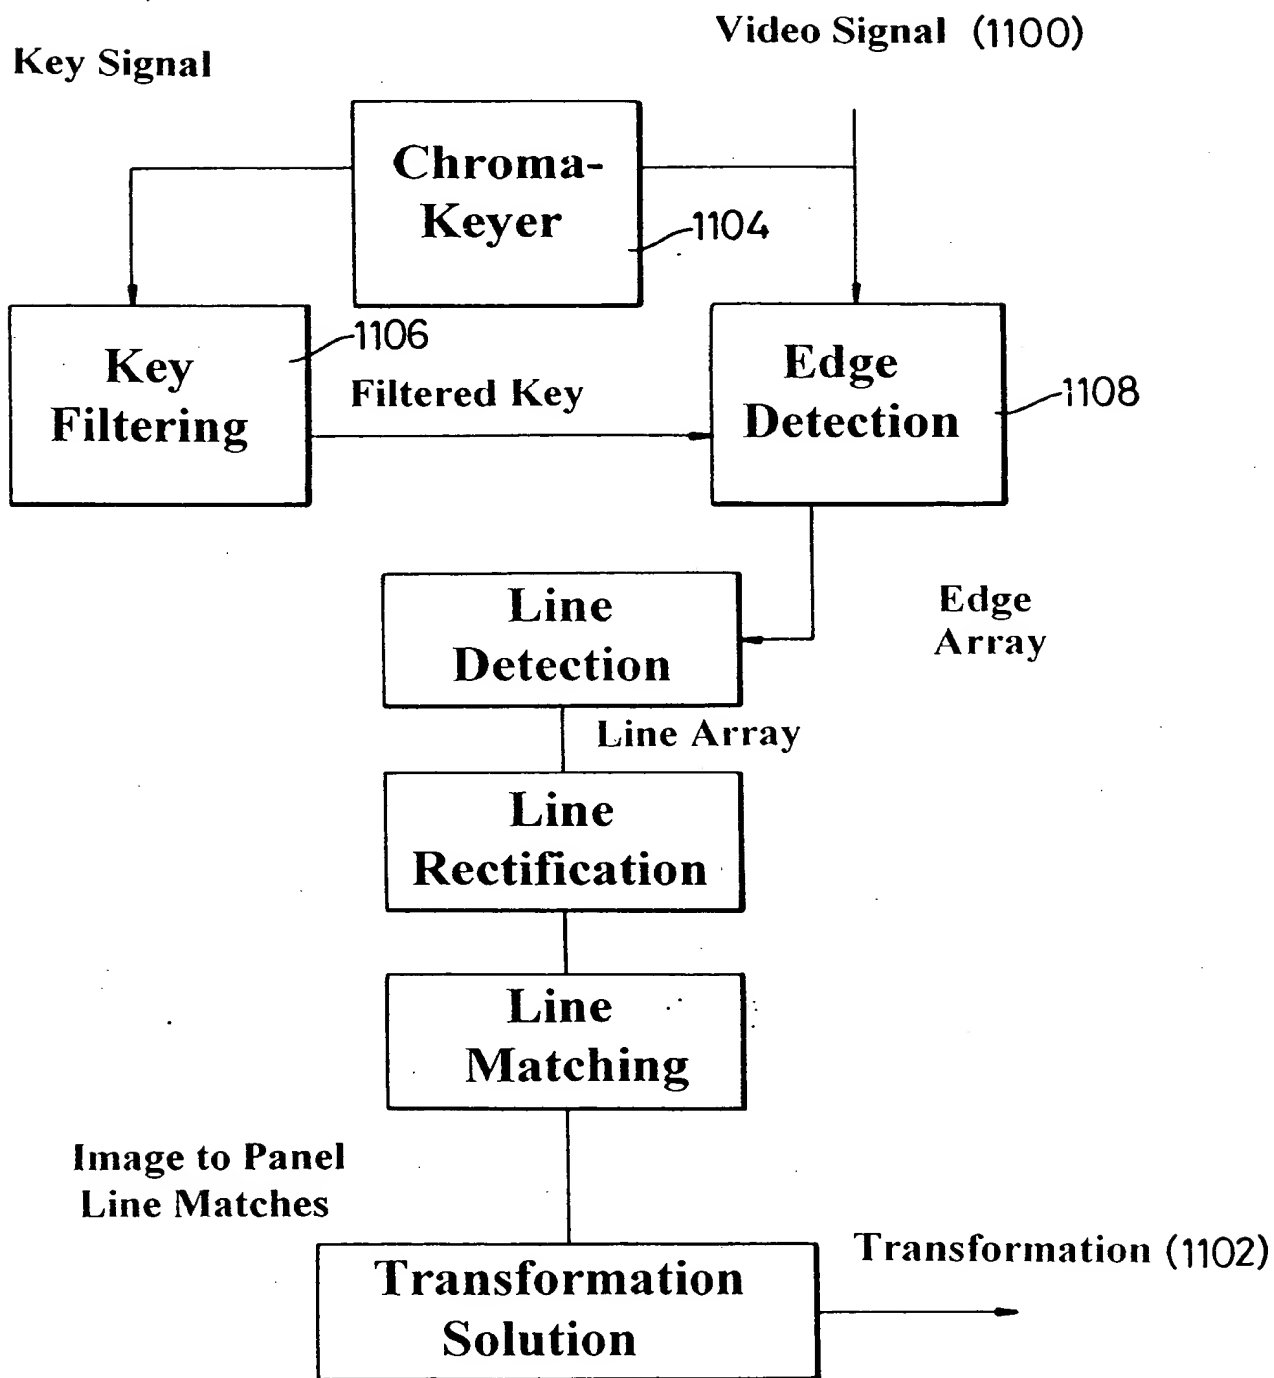 Video Signal (1100)
Key Signal
Chroma-
Keyer
1104
Key
Filtering
1106
Filtered Key
Edge
Detection
1108
Line
Detection
Edge
Array
Line Array
Line
Rectification
Line
Matching
Image to Panel
Line Matches
Transformation
Solution
Transformation (1102)